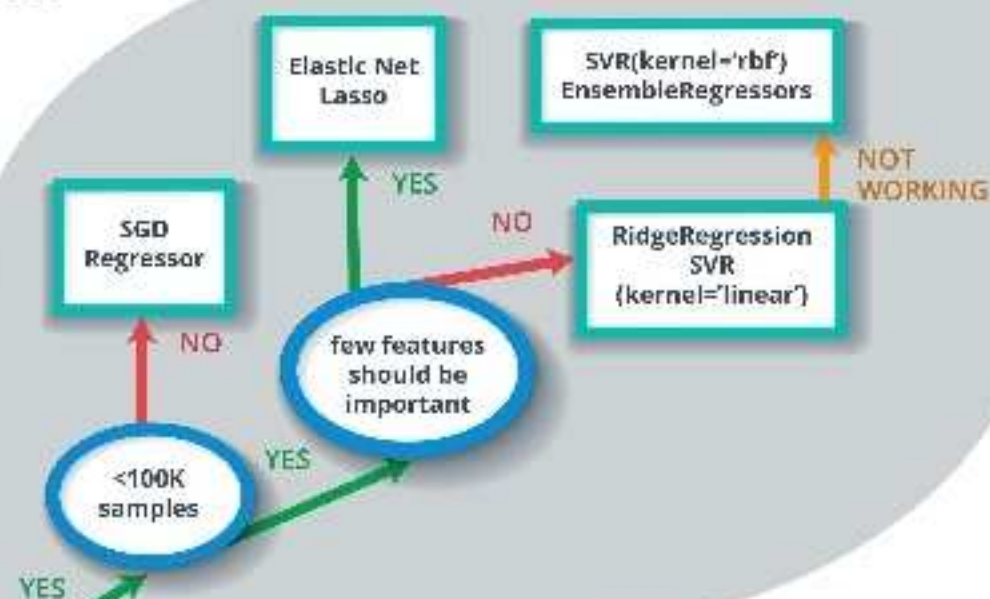 Elastic Net
Lasso
SVR(kernel='rbf')
EnsembleRegressors
YES
NOT
WORKING
SGD
Regressor
NO
RidgeRegression
SVR
(kernel='linear')
NO
few features
should be
important
YES
<100K
samples
YES